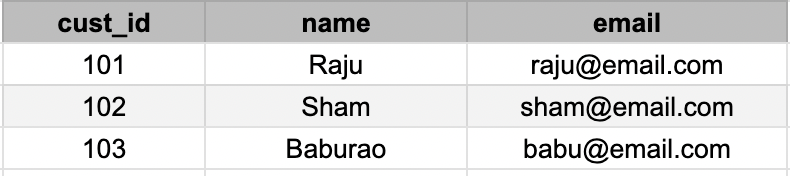 cust_id name email
101 Raju raju@email.com
102 Sham sham@email.com
103 Baburao babu@email.com